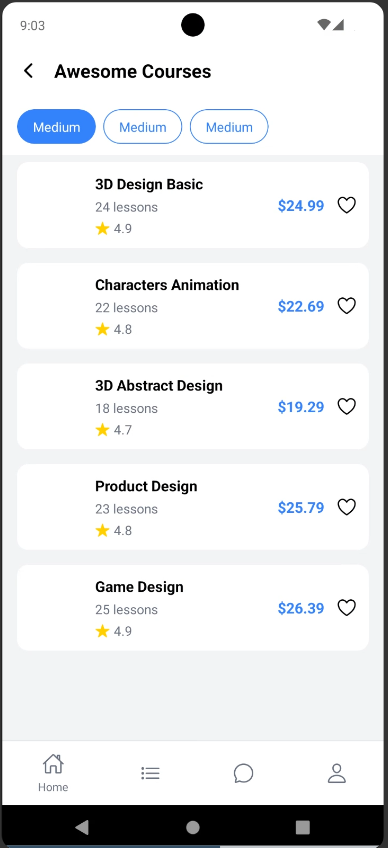 9:03
Awesome Courses
Medium Medium Medium
3D Design Basic
24 lessons
$24.99
4.9
Characters Animation
22 lessons
$22.69
4.8
3D Abstract Design
18 lessons
$19.29
4.7
Product Design
23 lessons
$25.79
4.8
Game Design
25 lessons
$26.39
4.9
Home